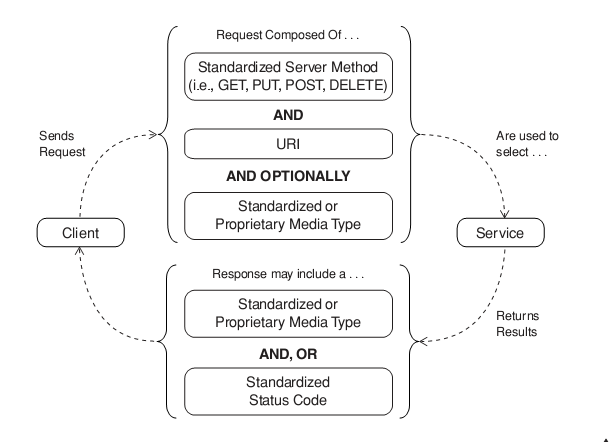 Request Composed Of . . .
Standardized Server Method
(i.e., GET, PUT, POST, DELETE)
AND
URI
AND OPTIONALLY
Standardized or
Proprietary Media Type
Sends
Request
Are used to
select . . .
Client
Service
Response may include a . . .
Standardized or
Proprietary Media Type
AND, OR
Standardized
Status Code
Returns
Results